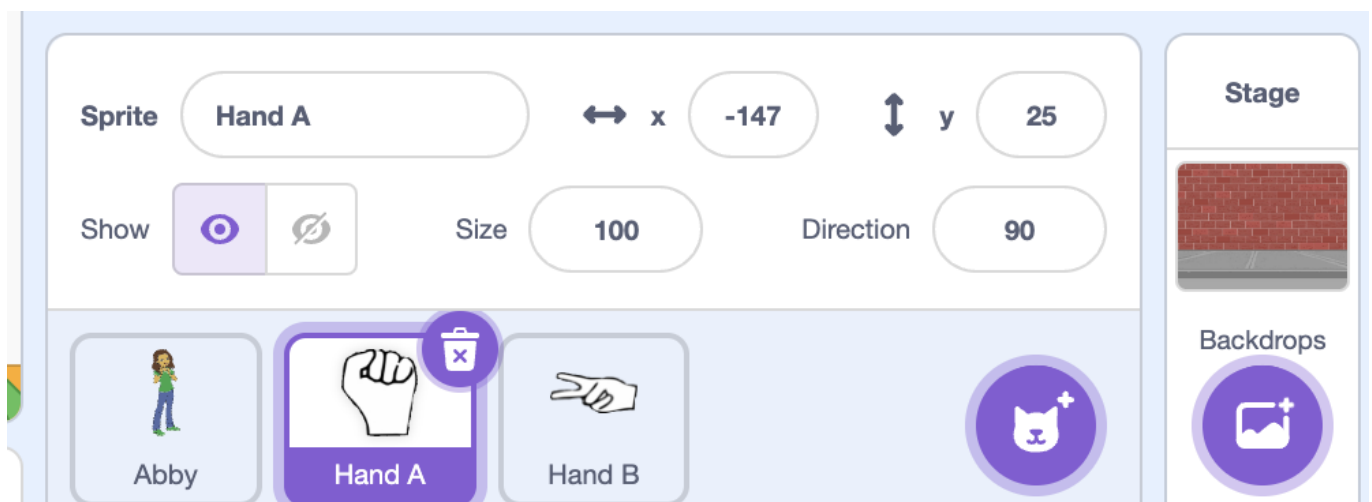 Sprite Hand A x -147 y 25
Show Size 100 Direction 90
Abby Hand A Hand B
Stage
Backdrops